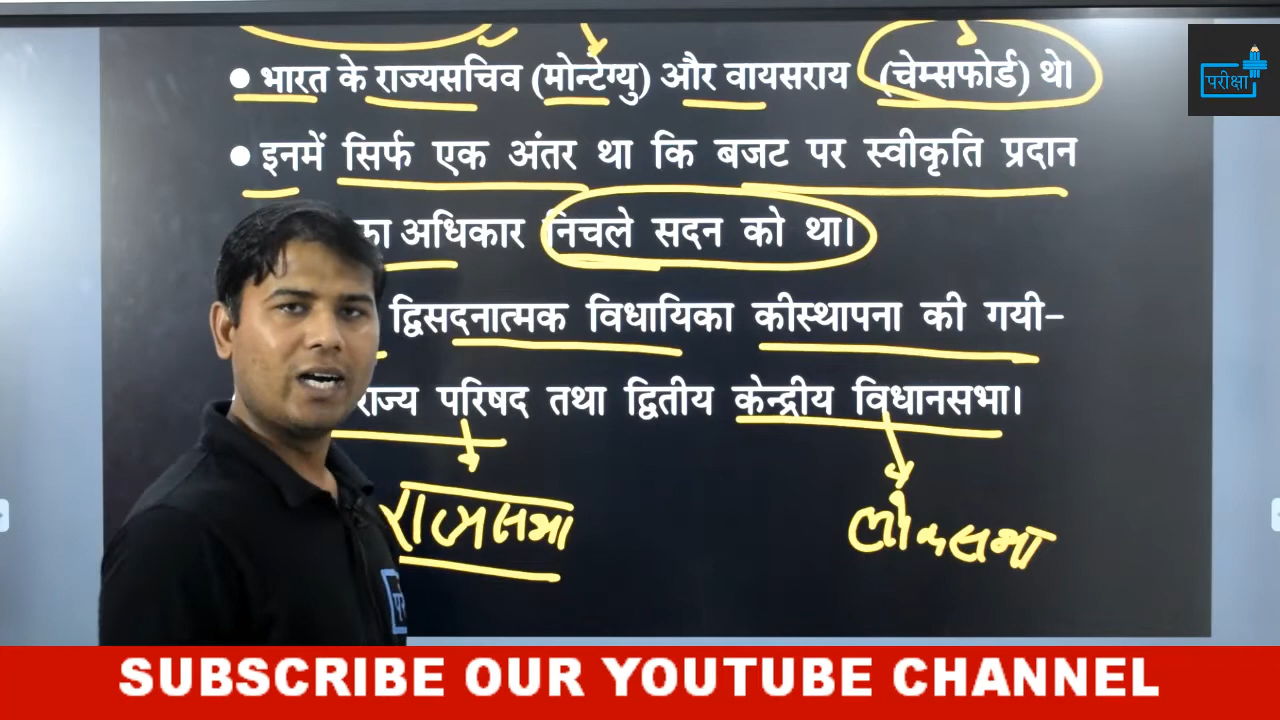 परीक्षा
● भारत के राज्यसचिव (मोन्टेग्यु) और वायसराय (चेम्सफोर्ड) थे।
● इनमें सिर्फ एक अंतर था कि बजट पर स्वीकृति प्रदान
का अधिकार निचले सदन को था।
द्विसदनात्मक विधायिका कीस्थापना की गयी-
राज्य परिषद तथा द्वितीय केन्द्रीय विधानसभा।
राज्यसभा लोकसभा
SUBSCRIBE OUR YOUTUBE CHANNEL